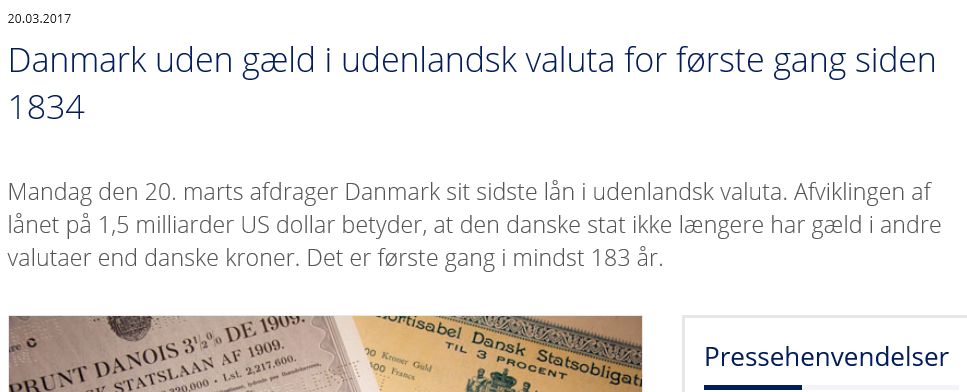 20.03.2017
Danmark uden gæld i udenlandsk valuta for første gang siden
1834
Mandag den 20. marts afdrager Danmark sit sidste lån i udenlandsk valuta. Afviklingen af
lånet på 1,5 milliarder US dollar betyder, at den danske stat ikke længere har gæld i andre
valutaer end danske kroner. Det er første gang i mindst 183 år.
PRUNT DANOIS 3½% DE 1909.
K STATSLAAN AF 1909.
Lst. 2,217,600.
ortisabel Dansk Statsobligat
TIL 3 PROCENT
00 Kroner Guld
00 Francs
Pressehenvendelser